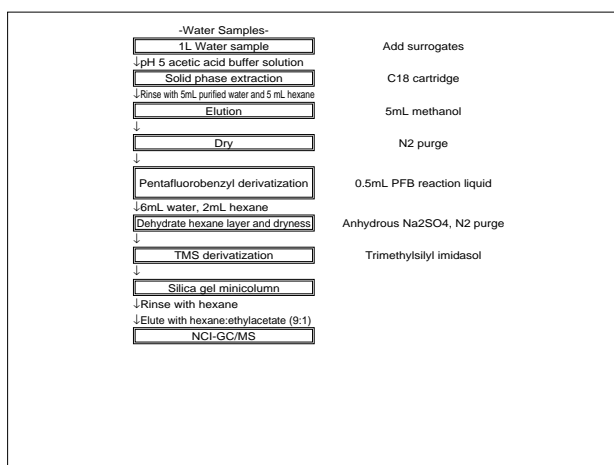 -Water Samples-
1L Water sample Add surrogates
↓pH 5 acetic acid buffer solution
Solid phase extraction C18 cartridge
↓Rinse with 5mL purified water and 5 mL hexane
Elution 5mL methanol
↓
Dry N2 purge
↓
Pentafluorobenzyl derivatization 0.5mL PFB reaction liquid
↓6mL water, 2mL hexane
Dehydrate hexane layer and dryness Anhydrous Na2SO4, N2 purge
↓
TMS derivatization Trimethylsilyl imidasol
↓
Silica gel minicolumn
↓Rinse with hexane
↓Elute with hexane:ethylacetate (9:1)
NCI-GC/MS